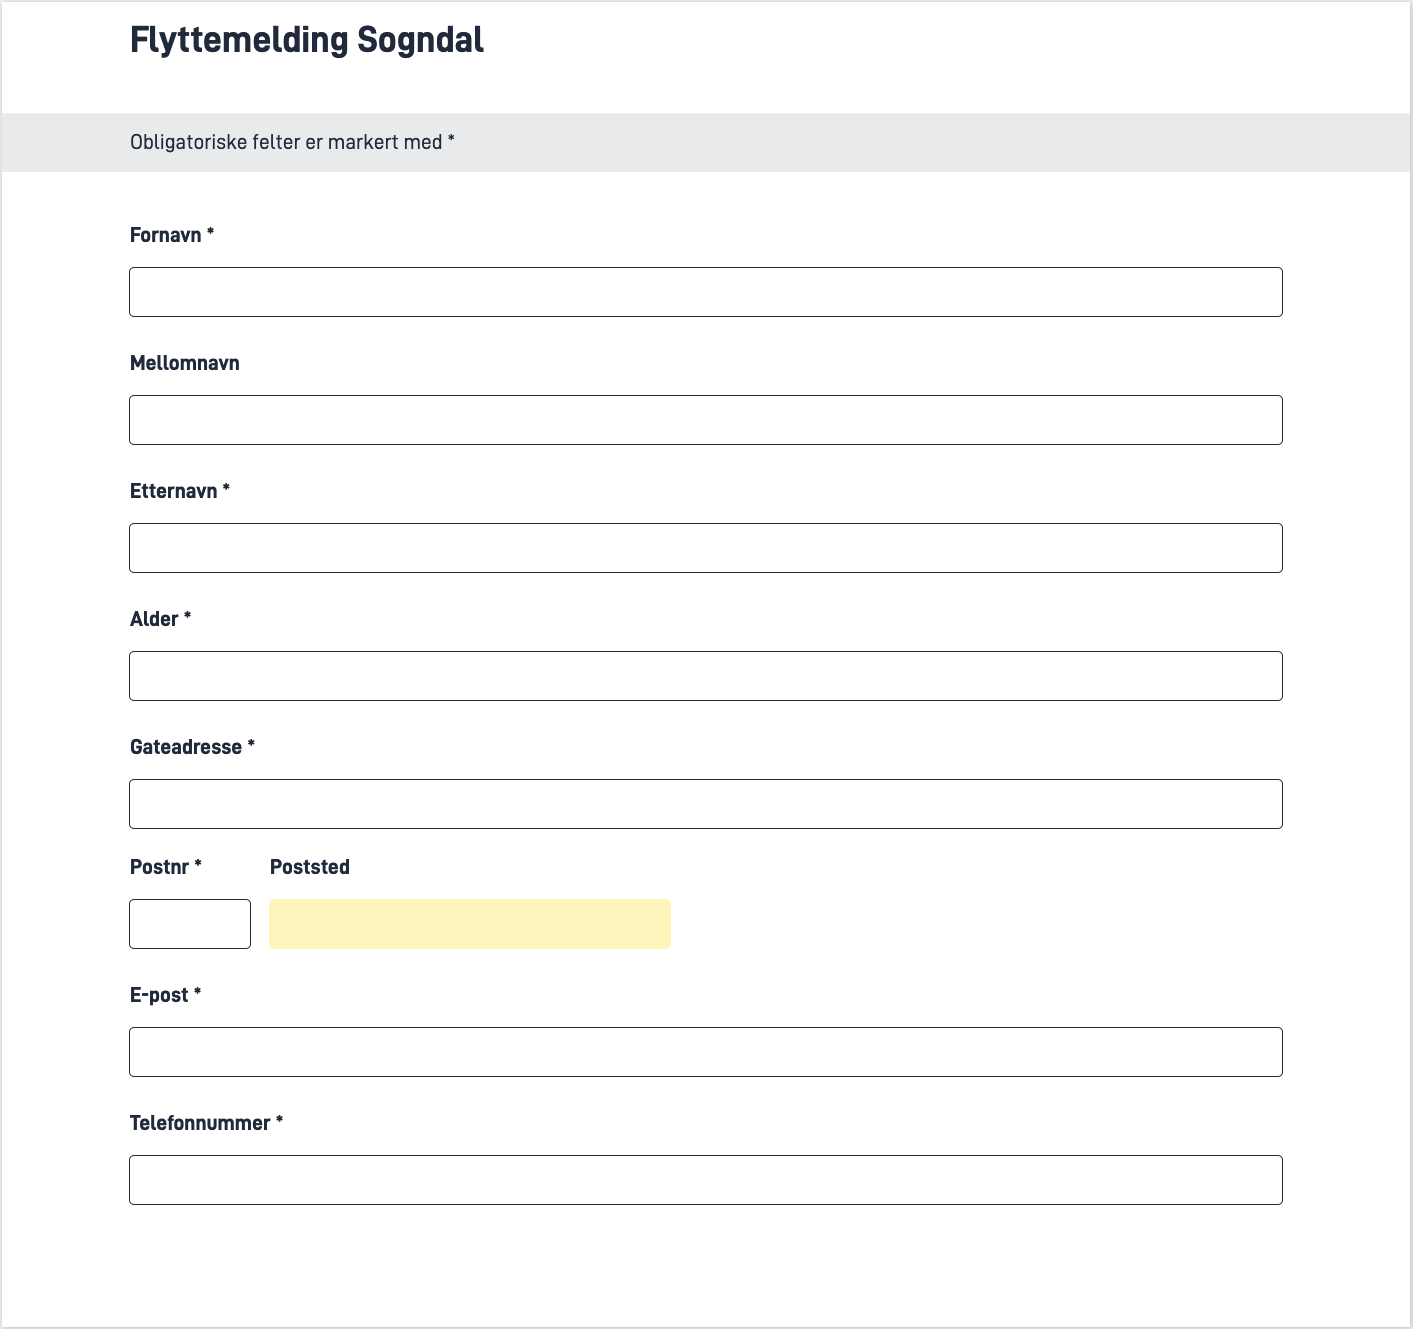 Flyttemelding Sogndal
Obligatoriske felter er markert med *
Fornavn *
Mellomnavn
Etternavn *
Alder *
Gateadresse *
Postnr * Poststed
E-post *
Telefonnummer *